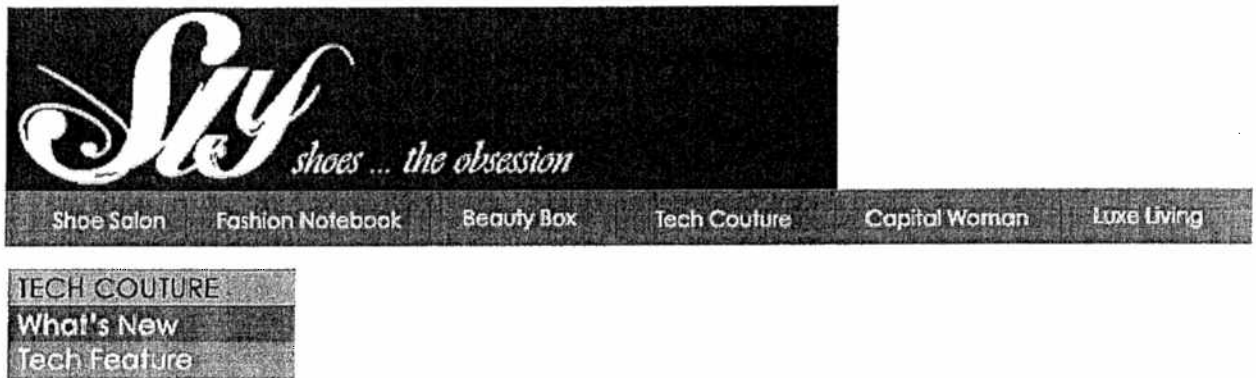 Sly
shoes ... the obsession
Shoe Salon Fashion Notebook Beauty Box Tech Couture Capital Woman Luxe Living
TECH COUTURE
What's New
Tech Feature